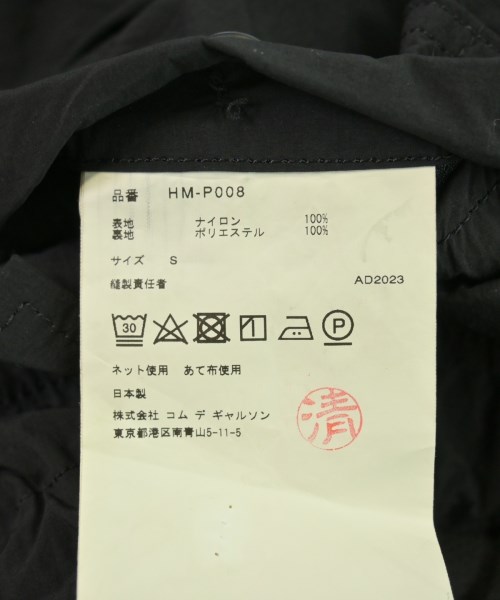 品番 HM-P008
表地 ナイロン 100%
裏地 ポリエステル 100%
サイズ S
縫製責任者 AD2023
30 P
ネット使用 あて布使用
日本製
株式会社 コム デ ギャルソン
東京都港区南青山5-11-5
清